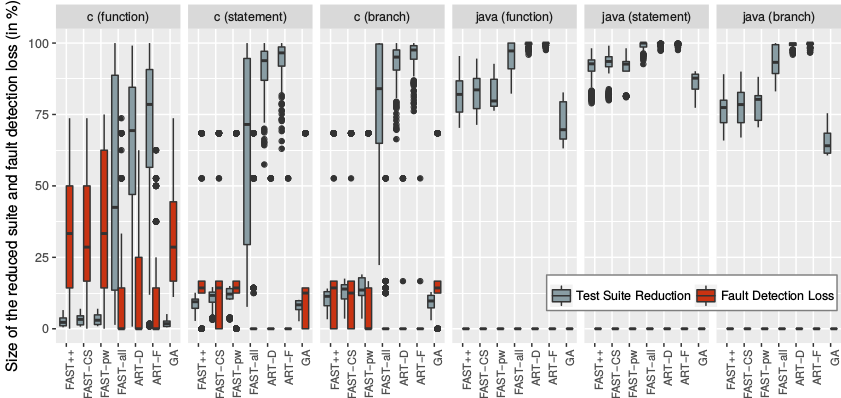 c (function) c (statement) c (branch) java (function) java (statement) java (branch)
Size of the reduced suite and fault detection loss (in %)
100
75
50
25
0
Test Suite Reduction Fault Detection Loss
FAST++ FAST-CS FAST-pw FAST-all ART-D ART-F GA
FAST++ FAST-CS FAST-pw FAST-all ART-D ART-F GA
FAST++ FAST-CS FAST-pw FAST-all ART-D ART-F GA
FAST++ FAST-CS FAST-pw FAST-all ART-D ART-F GA
FAST++ FAST-CS FAST-pw FAST-all ART-D ART-F GA
FAST++ FAST-CS FAST-pw FAST-all ART-D ART-F GA